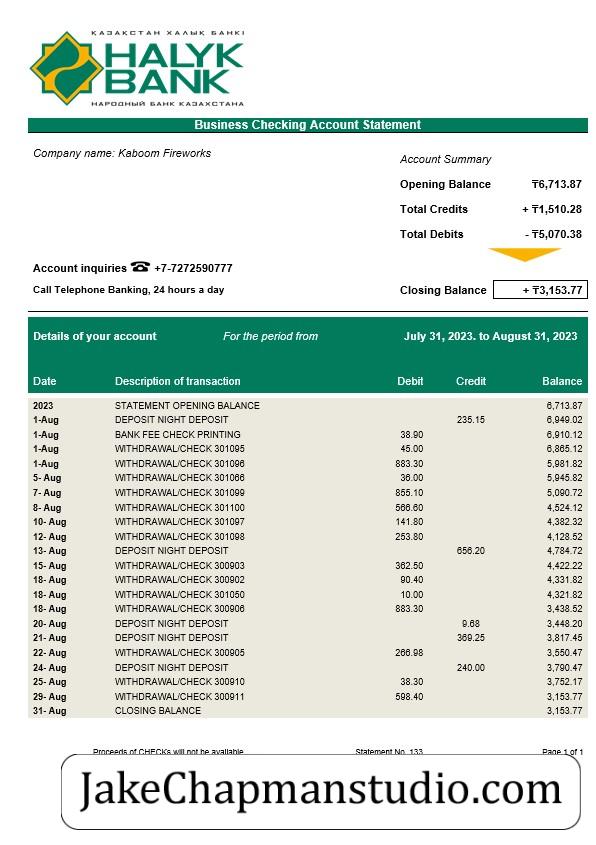 ҚАЗАҚСТАН ХАЛЫҚ БАНКІ
HALYK
BANK
НАРОДНЫЙ БАНК КАЗАХСТАНА
Business Checking Account Statement
Company name: Kaboom Fireworks
Account Summary
Opening Balance ₸6,713.87
Total Credits + ₸1,510.28
Total Debits - ₸5,070.38
Account inquiries ☎ +7-7272590777
Call Telephone Banking, 24 hours a day
Closing Balance + ₸3,153.77
Details of your account For the period from July 31, 2023. to August 31, 2023
Date Description of transaction Debit Credit Balance
2023 STATEMENT OPENING BALANCE 6,713.87
1-Aug DEPOSIT NIGHT DEPOSIT 235.15 6,949.02
1-Aug BANK FEE CHECK PRINTING 38.90 6,910.12
1-Aug WITHDRAWAL/CHECK 301095 45.00 6,865.12
1-Aug WITHDRAWAL/CHECK 301096 883.30 5,981.82
5- Aug WITHDRAWAL/CHECK 301066 36.00 5,945.82
7- Aug WITHDRAWAL/CHECK 301099 855.10 5,090.72
8- Aug WITHDRAWAL/CHECK 301100 566.60 4,524.12
10- Aug WITHDRAWAL/CHECK 301097 141.80 4,382.32
12- Aug WITHDRAWAL/CHECK 301098 253.80 4,128.52
13- Aug DEPOSIT NIGHT DEPOSIT 656.20 4,784.72
15- Aug WITHDRAWAL/CHECK 300903 362.50 4,422.22
18- Aug WITHDRAWAL/CHECK 300902 90.40 4,331.82
18- Aug WITHDRAWAL/CHECK 301050 10.00 4,321.82
18- Aug WITHDRAWAL/CHECK 300906 883.30 3,438.52
20- Aug DEPOSIT NIGHT DEPOSIT 9.68 3,448.20
21- Aug DEPOSIT NIGHT DEPOSIT 369.25 3,817.45
22- Aug WITHDRAWAL/CHECK 300905 266.98 3,550.47
24- Aug DEPOSIT NIGHT DEPOSIT 240.00 3,790.47
25- Aug WITHDRAWAL/CHECK 300910 38.30 3,752.17
29- Aug WITHDRAWAL/CHECK 300911 598.40 3,153.77
31- Aug CLOSING BALANCE 3,153.77
Proceeds of CHECKs will not be available Statement No. 133 Page 1 of 1
JakeChapmanstudio.com